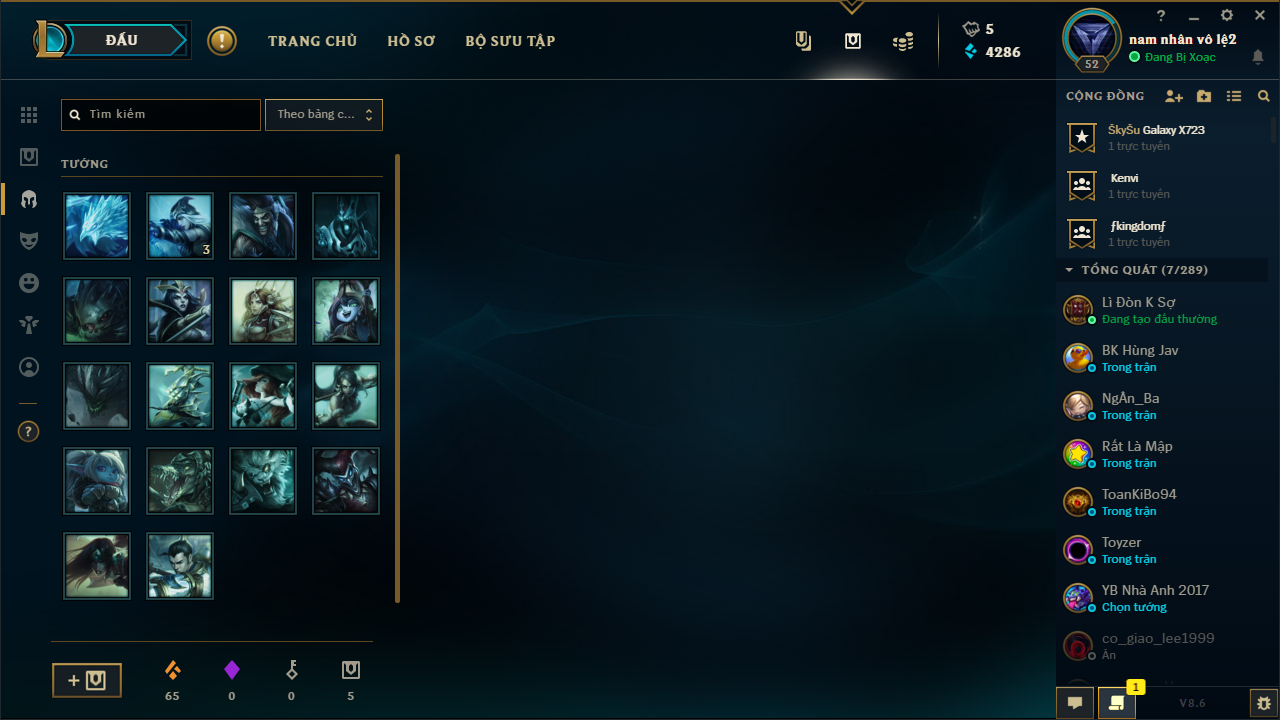 ĐẤU
!
TRANG CHỦ
HỒ SƠ
BỘ SƯU TẬP
5
4286
?
nam nhân vô lệ2
52
Đang Bị Xoạc
Tìm kiếm
Theo bảng c...
TƯỚNG
3
?
65
0
0
5
CỘNG ĐỒNG
ŠkyŠu Galaxy X723
1 trực tuyến
Kenvi
1 trực tuyến
ƒkingdomƒ
1 trực tuyến
TỔNG QUÁT (7/289)
Lì Đòn K Sợ
Đang tạo đấu thường
BK Hùng Jav
Trong trận
NgÂn_Ba
Trong trận
Rất Là Mập
Trong trận
ToanKiBo94
Trong trận
Toyzer
Trong trận
YB Nhà Anh 2017
Chọn tướng
co_giao_lee1999
Ẩn
1
V8.6